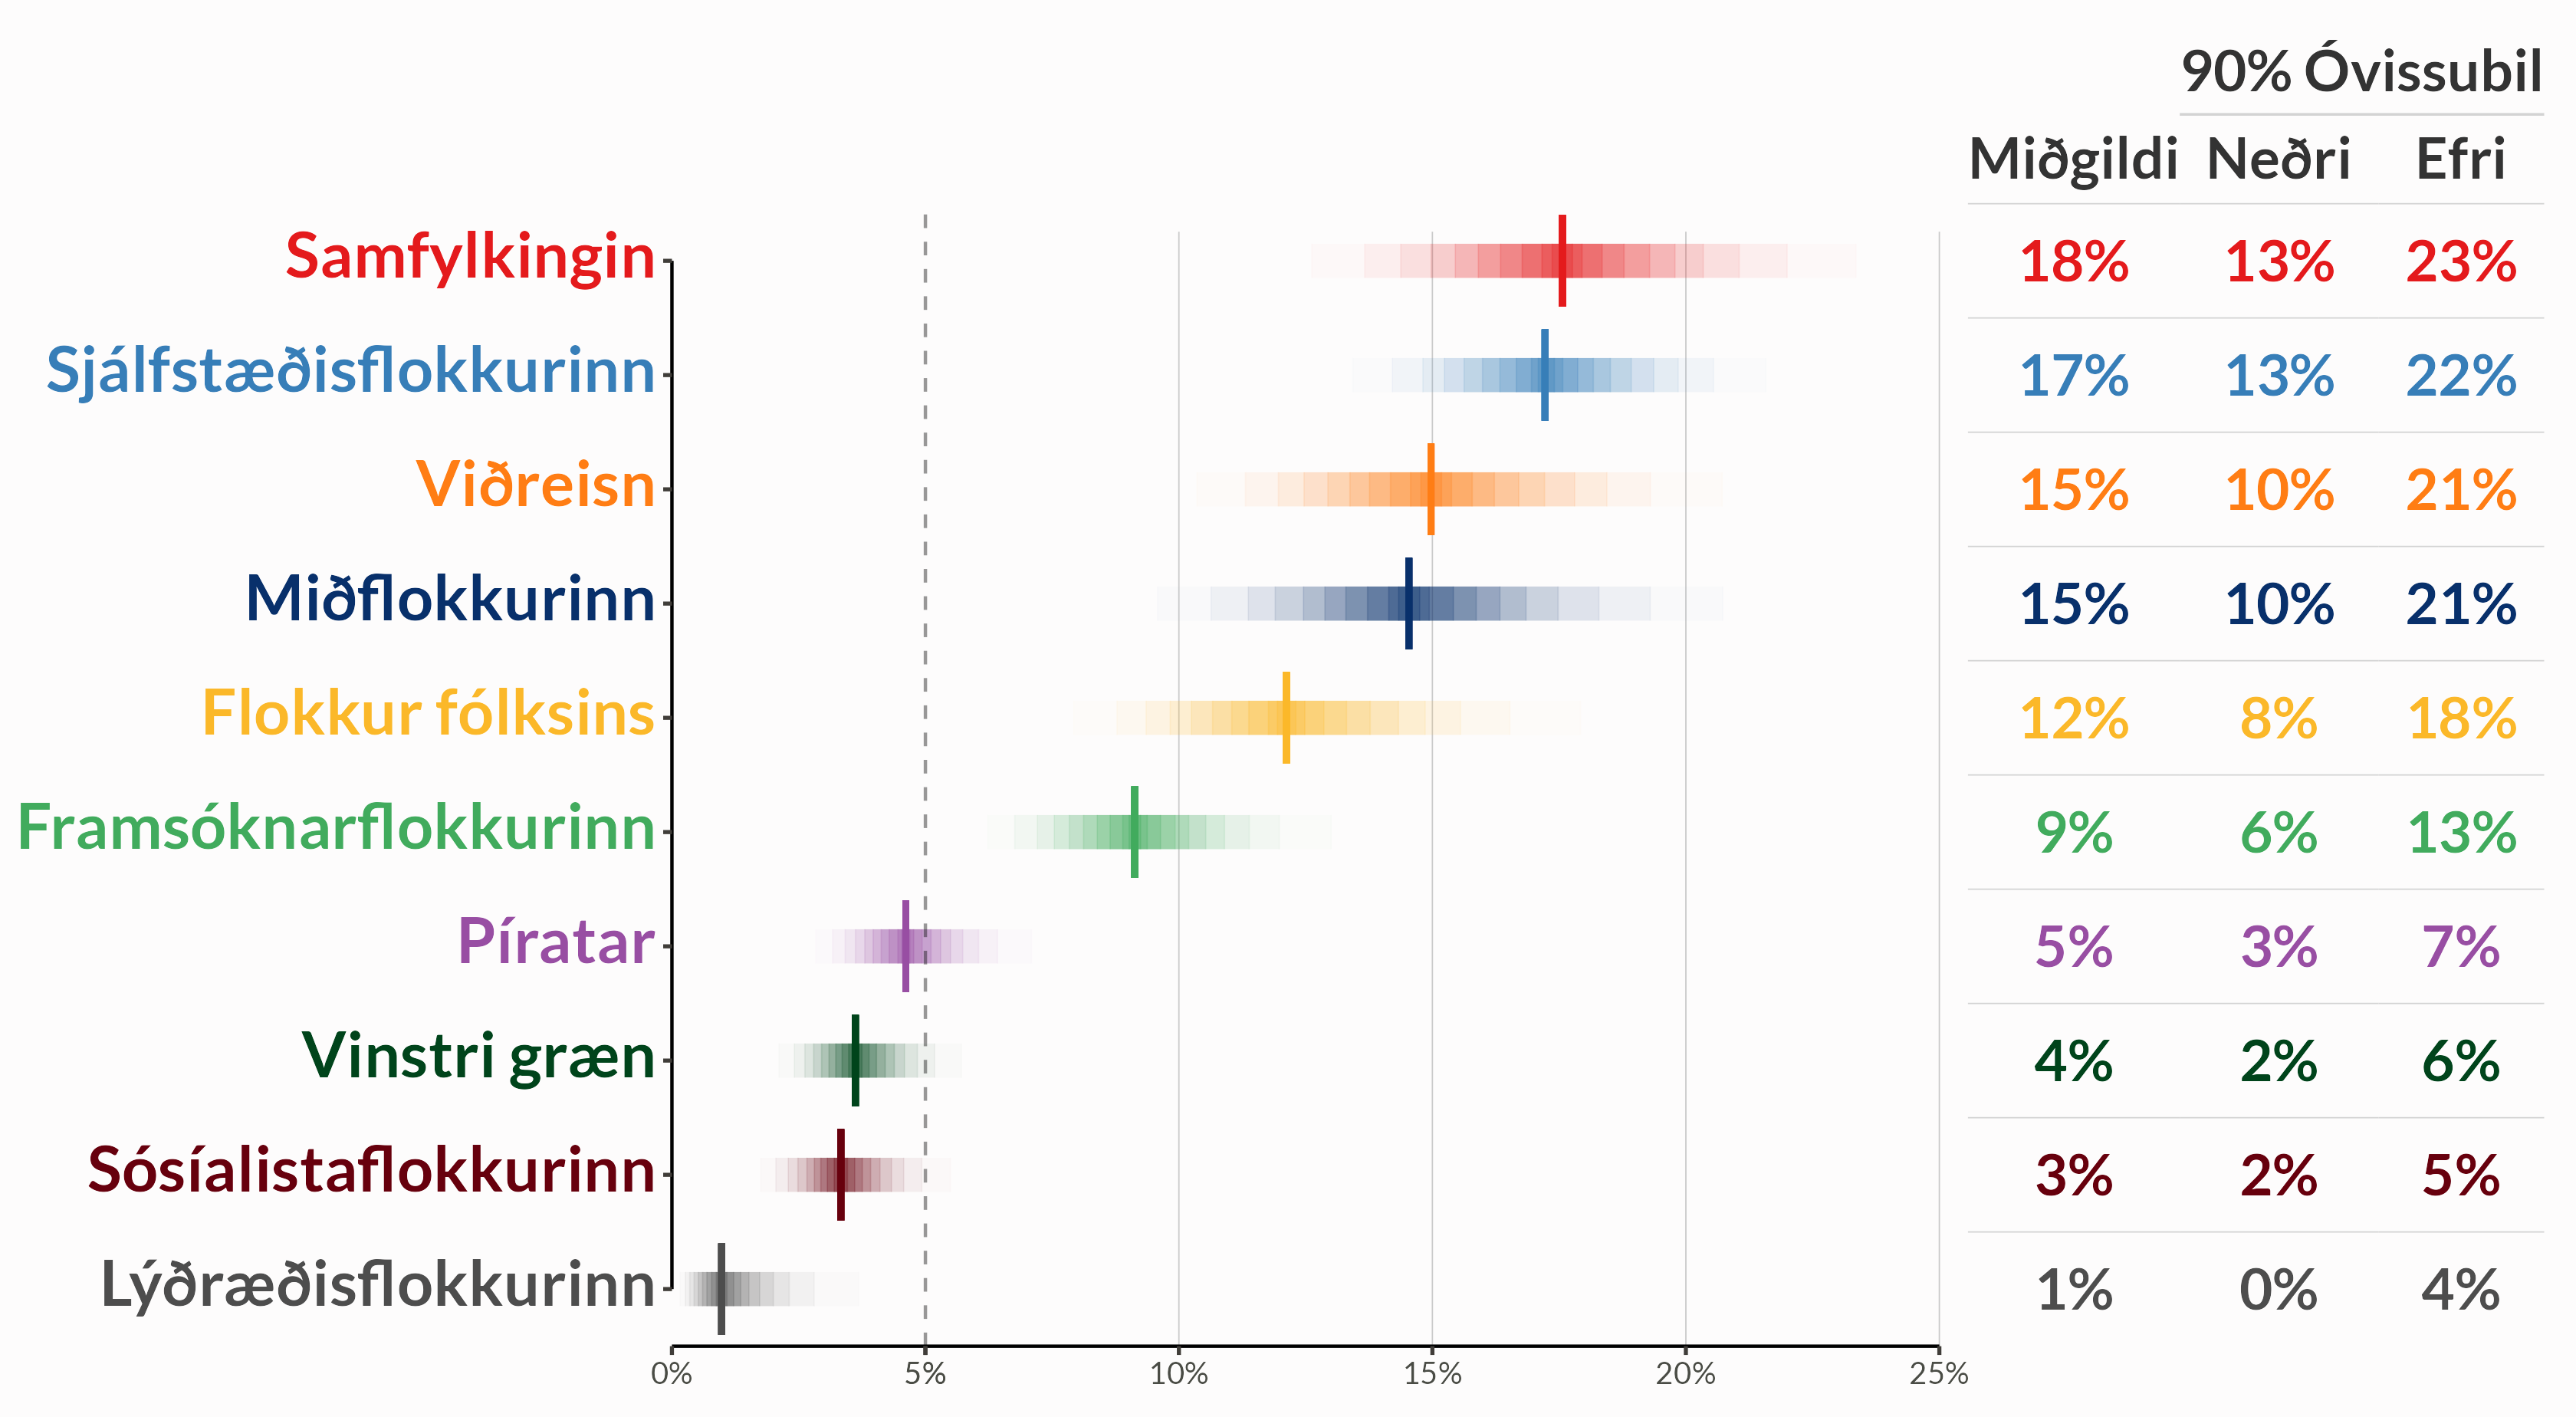 90% Óvissubil
Miðgildi Neðri Efri
Samfylkingin 18% 13% 23%
Sjálfstæðisflokkurinn 17% 13% 22%
Viðreisn 15% 10% 21%
Miðflokkurinn 15% 10% 21%
Flokkur fólksins 12% 8% 18%
Framsóknarflokkurinn 9% 6% 13%
Píratar 5% 3% 7%
Vinstri græn 4% 2% 6%
Sósíalistaflokkurinn 3% 2% 5%
Lýðræðisflokkurinn 1% 0% 4%
0% 5% 10% 15% 20% 25%